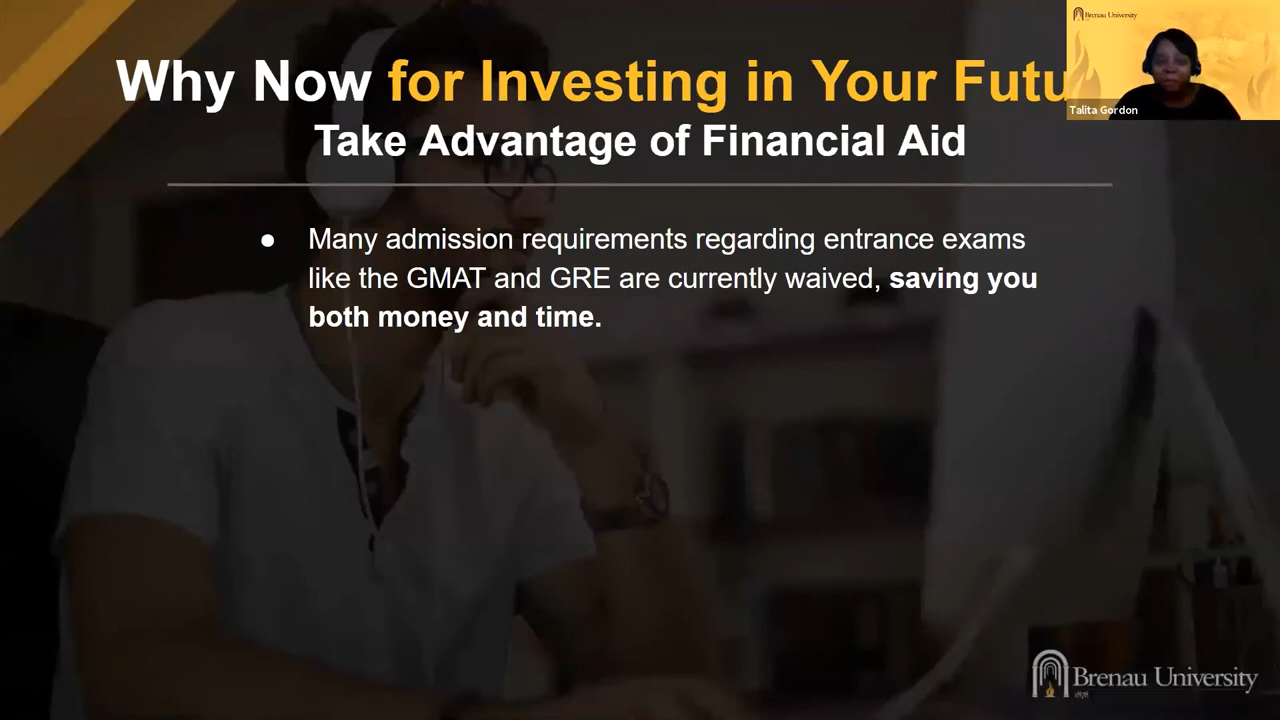 Why Now for Investing in Your Futu
Take Advantage of Financial Aid
● Many admission requirements regarding entrance exams
like the GMAT and GRE are currently waived, saving you
both money and time.
Brenau University
Talita Gordon
Brenau University
1878